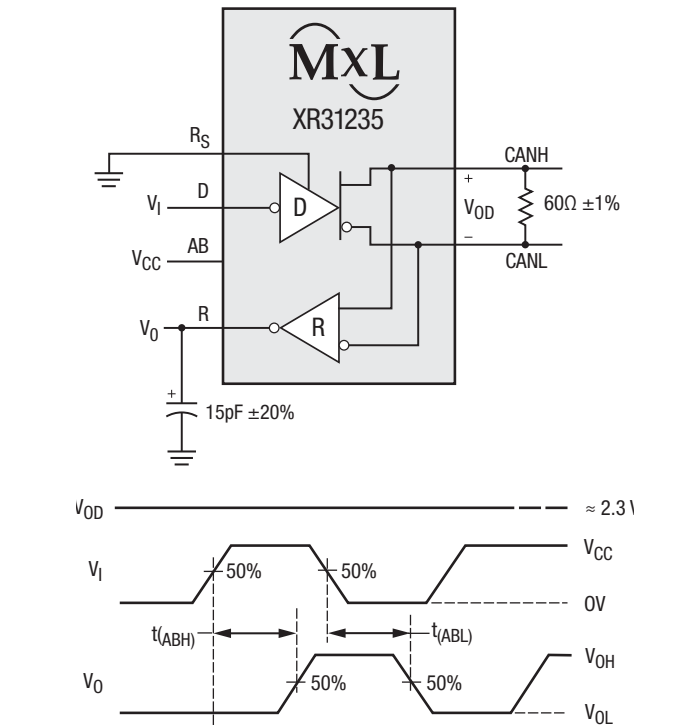 MXL
XR31235
RS
CANH
+
VI
D
D
VOD
60Ω ±1%
−
VCC
AB
CANL
VO
R
R
+
15pF ±20%
VOD
≈ 2.3 V
VI
50%
50%
VCC
0V
t(ABH)
t(ABL)
VO
50%
50%
VOH
VOL